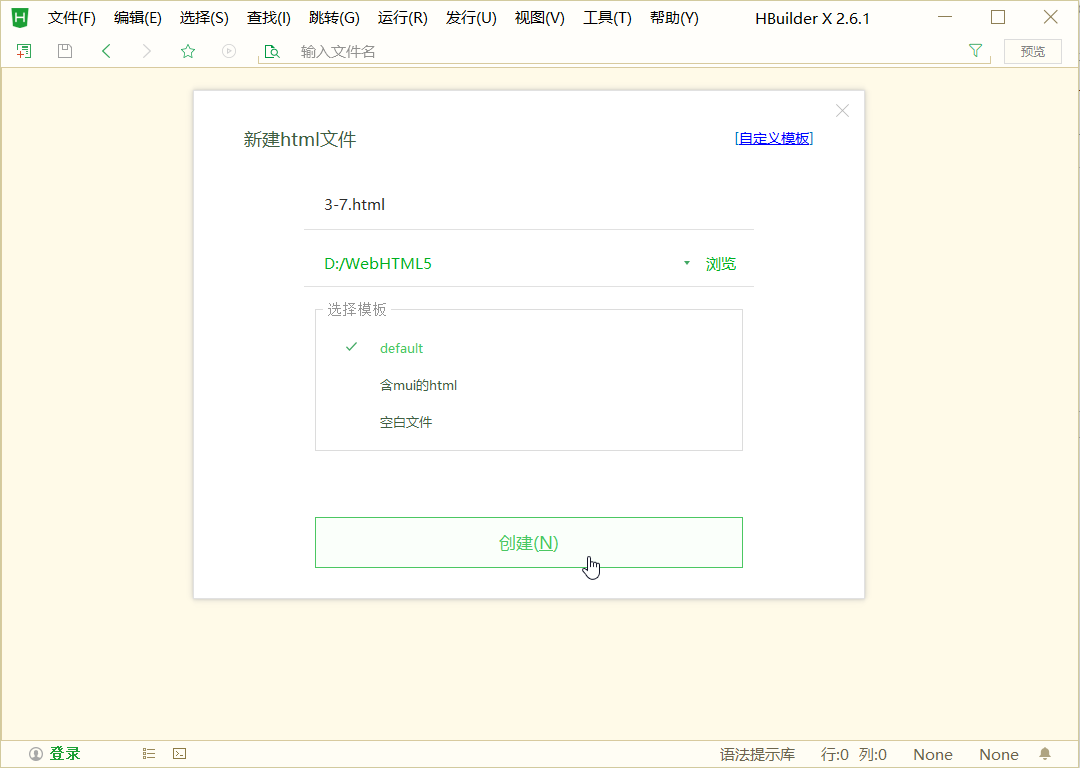 文件(F) 编辑(E) 选择(S) 查找(I) 跳转(G) 运行(R) 发行(U) 视图(V) 工具(T) 帮助(Y) HBuilder X 2.6.1
输入文件名 预览
新建html文件 [自定义模板]
3-7.html
D:/WebHTML5 浏览
选择模板
default
含mui的html
空白文件
创建(N)
登录 语法提示库 行:0 列:0 None None